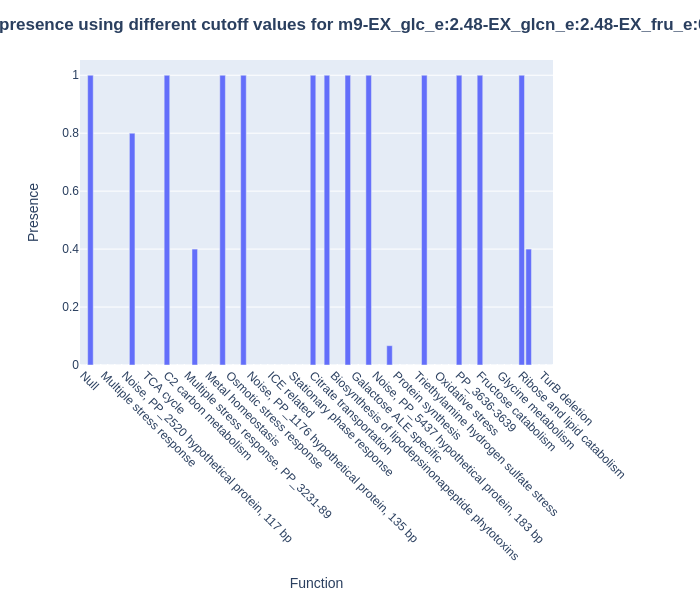 presence using different cutoff values for m9-EX_glc_e:2.48-EX_glcn_e:2.48-EX_fru_e:
1
0.8
0.6
0.4
0.2
0
Presence
Null
Multiple stress response
Noise, PP_2520 hypothetical protein, 117 bp
TCA cycle
C2 carbon metabolism
Multiple stress response, PP_3231-89
Metal homeostasis
Osmotic stress response
Noise, PP_1176 hypothetical protein, 135 bp
ICE related
Stationary phase response
Citrate transportation
Biosynthesis of lipodepsinonapeptide phytotoxins
Galactose ALE specific
Noise, PP_5437 hypothetical protein, 183 bp
Protein synthesis
Triethylamine hydrogen sulfate stress
Oxidative stress
PP_3636-3639
Fructose catabolism
Glycine metabolism
Ribose and lipid catabolism
TurB deletion
Function